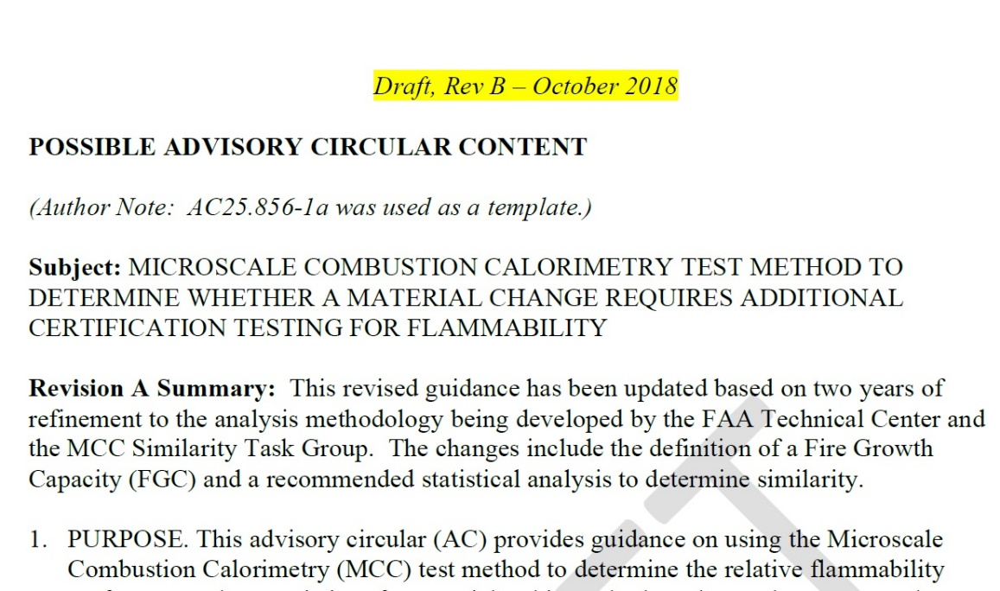 Draft, Rev B – October 2018
POSSIBLE ADVISORY CIRCULAR CONTENT
(Author Note:  AC25.856-1a was used as a template.)
Subject: MICROSCALE COMBUSTION CALORIMETRY TEST METHOD TO
DETERMINE WHETHER A MATERIAL CHANGE REQUIRES ADDITIONAL
CERTIFICATION TESTING FOR FLAMMABILITY
Revision A Summary:  This revised guidance has been updated based on two years of
refinement to the analysis methodology being developed by the FAA Technical Center and
the MCC Similarity Task Group.  The changes include the definition of a Fire Growth
Capacity (FGC) and a recommended statistical analysis to determine similarity.
1.  PURPOSE. This advisory circular (AC) provides guidance on using the Microscale
Combustion Calorimetry (MCC) test method to determine the relative flammability